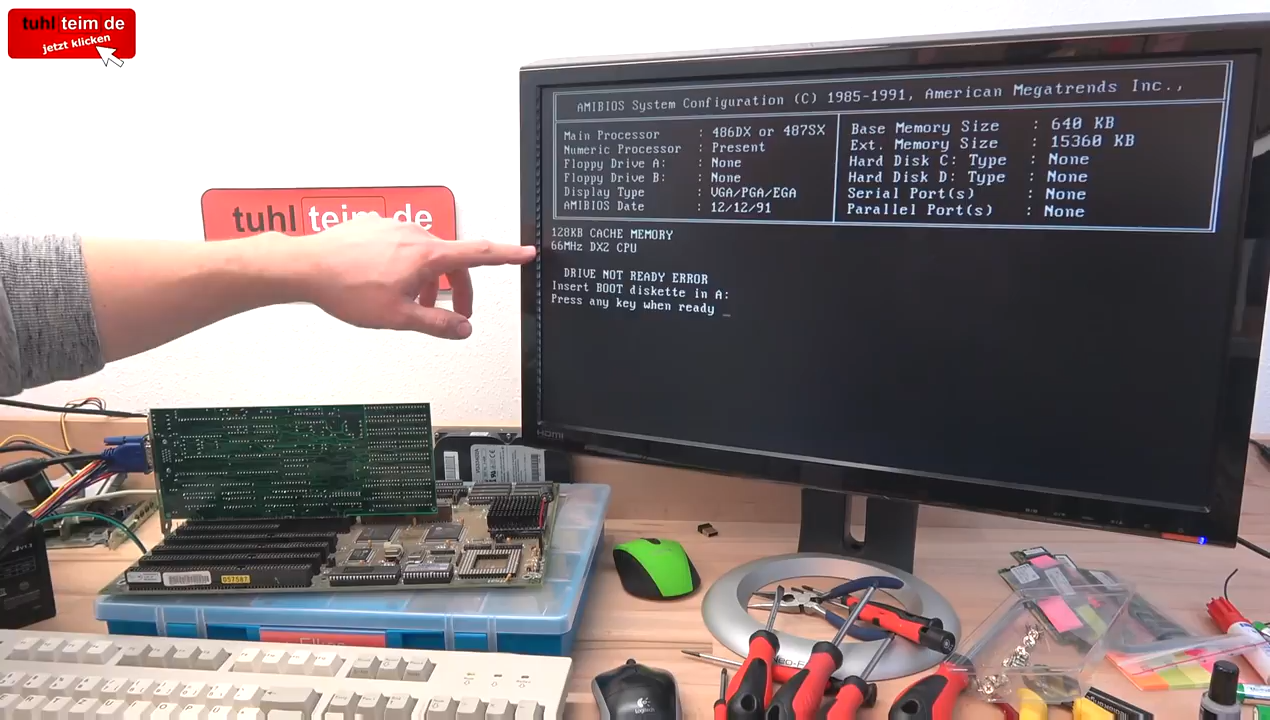 tuhl teim de
jetzt klicken
AMIBIOS System Configuration (C) 1985-1991, American Megatrends Inc.,
Main Processor : 486DX or 487SX
Numeric Processor : Present
Floppy Drive A: : None
Floppy Drive B: : None
Display Type : VGA/PGA/EGA
AMIBIOS Date : 12/12/91
Base Memory Size : 640 KB
Ext. Memory Size : 15360 KB
Hard Disk C: Type : None
Hard Disk D: Type : None
Serial Port(s) : None
Parallel Port(s) : None
128KB CACHE MEMORY
66MHz DX2 CPU
DRIVE NOT READY ERROR
Insert BOOT diskette in A:
Press any key when ready _
tuhl teim de
HDMI
057587
Logitech